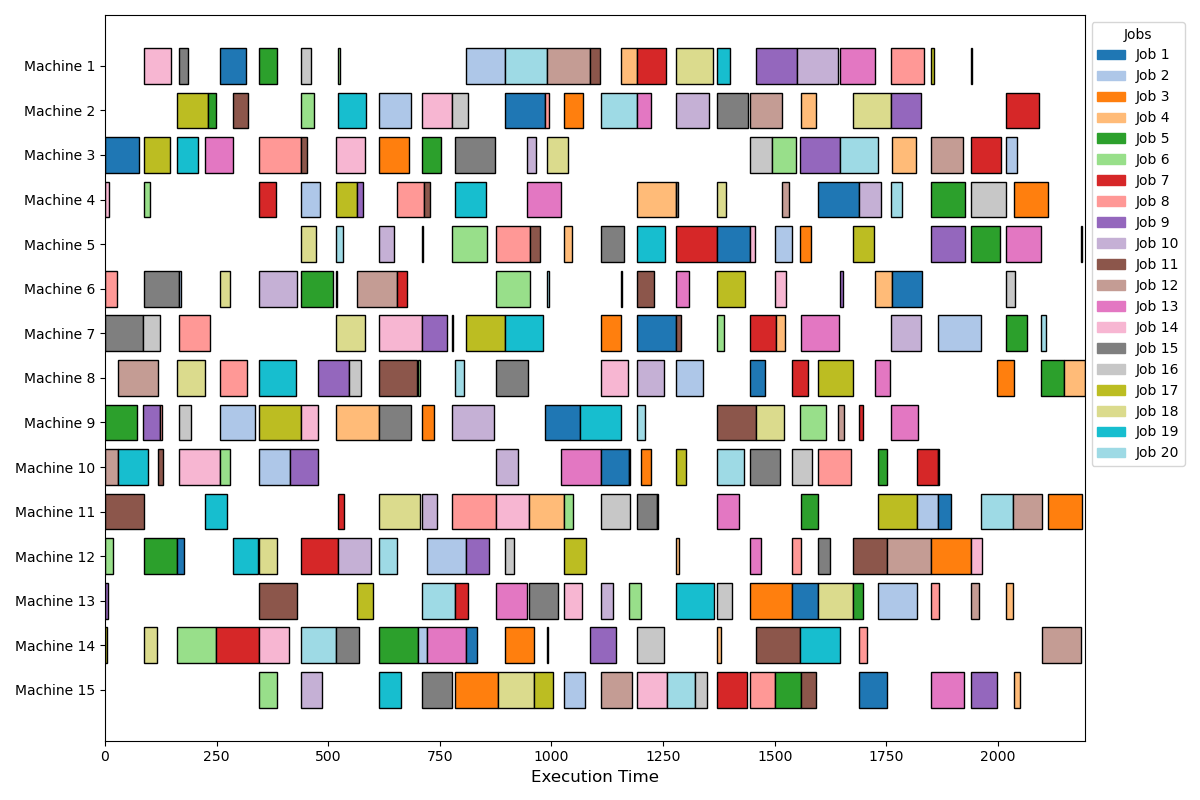 Machine 1
Machine 2
Machine 3
Machine 4
Machine 5
Machine 6
Machine 7
Machine 8
Machine 9
Machine 10
Machine 11
Machine 12
Machine 13
Machine 14
Machine 15
0 250 500 750 1000 1250 1500 1750 2000
Execution Time
Jobs
Job 1
Job 2
Job 3
Job 4
Job 5
Job 6
Job 7
Job 8
Job 9
Job 10
Job 11
Job 12
Job 13
Job 14
Job 15
Job 16
Job 17
Job 18
Job 19
Job 20